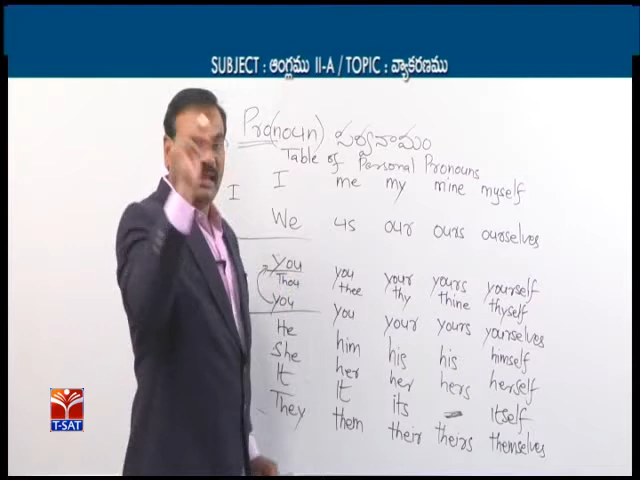 SUBJECT : ఆంగ్లము II-A / TOPIC : వ్యాకరణము
Pro(noun) సర్వనామం
Table of Personal Pronouns
I I me my mine myself
We us our ours ourselves
you you your yours yourself
Thou thee thy thine thyself
you you your yours yourselves
He him his his himself
She her her hers herself
It It its - itself
They them their theirs themselves
T-SAT